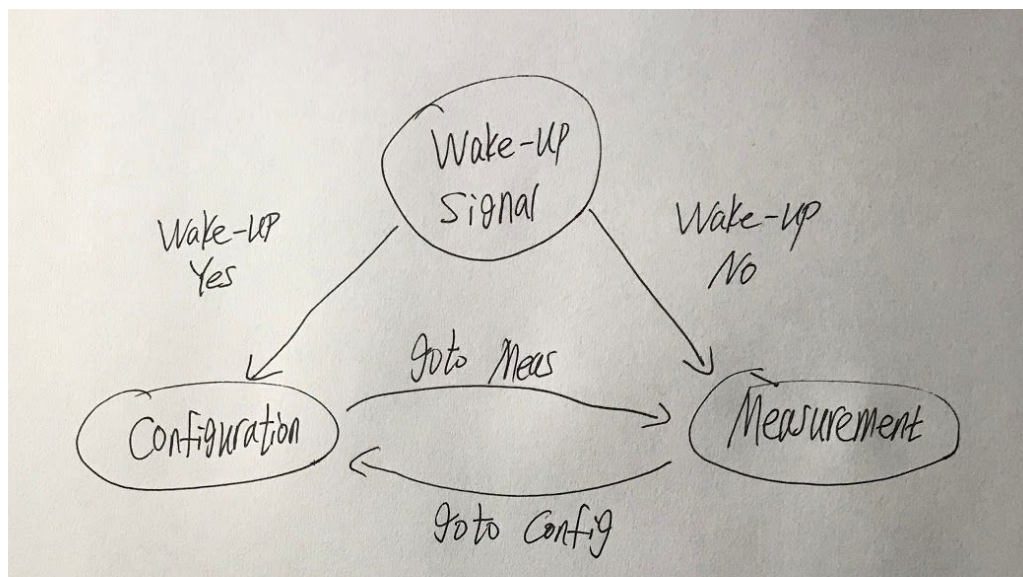 Wake-up
Signal
Wake-up
Yes
Wake-up
No
goto Meas
Configuration
Measurement
goto Config